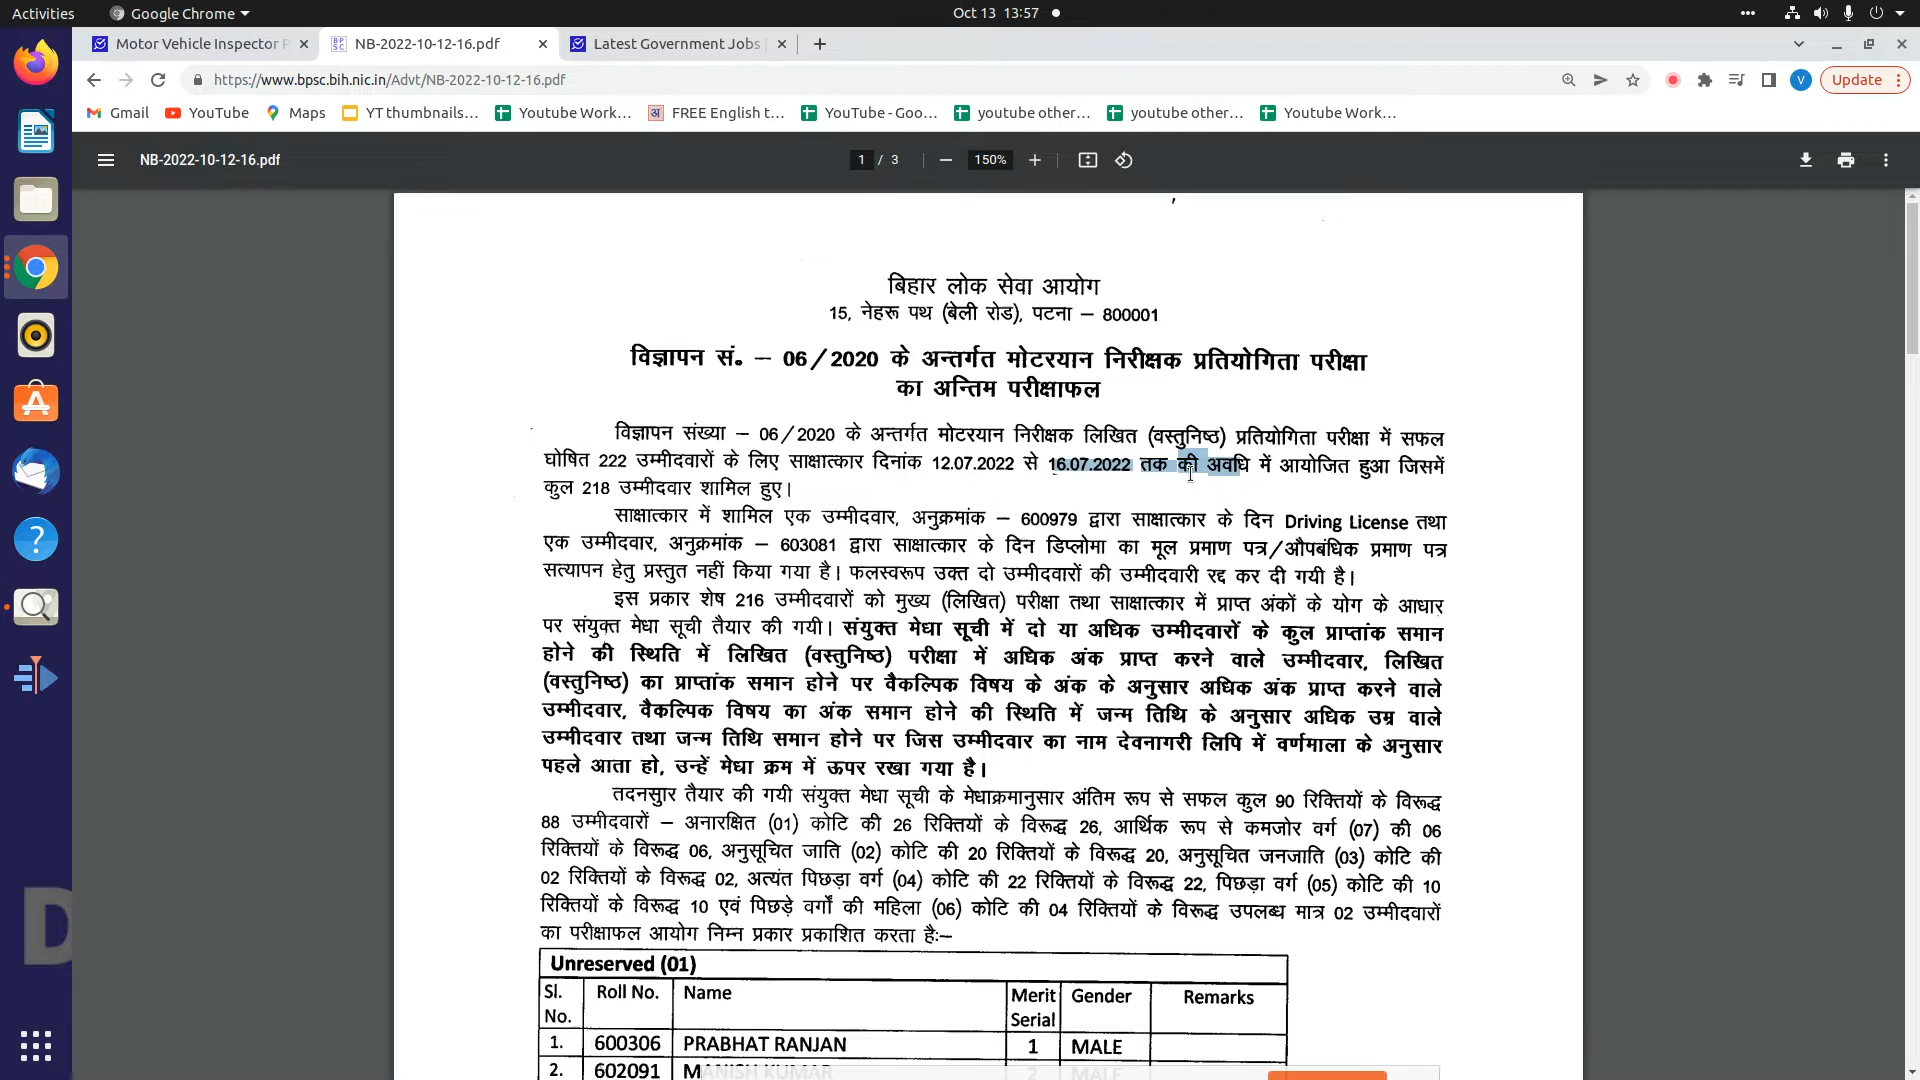 Activities
Google Chrome
Oct 13 13:57
Motor Vehicle Inspector
NB-2022-10-12-16.pdf
Latest Government Jobs
https://www.bpsc.bih.nic.in/Advt/NB-2022-10-12-16.pdf
V
Update
Gmail
YouTube
Maps
YT thumbnails...
Youtube Work...
FREE English t...
YouTube - Goo...
youtube other...
youtube other...
Youtube Work...
NB-2022-10-12-16.pdf
1 / 3
150%
बिहार लोक सेवा आयोग
15, नेहरू पथ (बेली रोड), पटना – 800001
विज्ञापन सं. – 06/2020 के अन्तर्गत मोटरयान निरीक्षक प्रतियोगिता परीक्षा
का अन्तिम परीक्षाफल
विज्ञापन संख्या – 06/2020 के अन्तर्गत मोटरयान निरीक्षक लिखित (वस्तुनिष्ठ) प्रतियोगिता परीक्षा में सफल
घोषित 222 उम्मीदवारों के लिए साक्षात्कार दिनांक 12.07.2022 से 16.07.2022 तक की अवधि में आयोजित हुआ जिसमें
कुल 218 उम्मीदवार शामिल हुए।
साक्षात्कार में शामिल एक उम्मीदवार, अनुक्रमांक – 600979 द्वारा साक्षात्कार के दिन Driving License तथा
एक उम्मीदवार, अनुक्रमांक – 603081 द्वारा साक्षात्कार के दिन डिप्लोमा का मूल प्रमाण पत्र/औपबंधिक प्रमाण पत्र
सत्यापन हेतु प्रस्तुत नहीं किया गया है। फलस्वरूप उक्त दो उम्मीदवारों की उम्मीदवारी रद्द कर दी गयी है।
इस प्रकार शेष 216 उम्मीदवारों को मुख्य (लिखित) परीक्षा तथा साक्षात्कार में प्राप्त अंकों के योग के आधार
पर संयुक्त मेधा सूची तैयार की गयी। संयुक्त मेधा सूची में दो या अधिक उम्मीदवारों के कुल प्राप्तांक समान
होने की स्थिति में लिखित (वस्तुनिष्ठ) परीक्षा में अधिक अंक प्राप्त करने वाले उम्मीदवार, लिखित
(वस्तुनिष्ठ) का प्राप्तांक समान होने पर वैकल्पिक विषय के अंक के अनुसार अधिक अंक प्राप्त करने वाले
उम्मीदवार, वैकल्पिक विषय का अंक समान होने की स्थिति में जन्म तिथि के अनुसार अधिक उम्र वाले
उम्मीदवार तथा जन्म तिथि समान होने पर जिस उम्मीदवार का नाम देवनागरी लिपि में वर्णमाला के अनुसार
पहले आता हो, उन्हें मेधा क्रम में ऊपर रखा गया है।
तदनुसार तैयार की गयी संयुक्त मेधा सूची के मेधाक्रमानुसार अंतिम रूप से सफल कुल 90 रिक्तियों के विरूद्ध
88 उम्मीदवारों – अनारक्षित (01) कोटि की 26 रिक्तियों के विरूद्ध 26, आर्थिक रूप से कमजोर वर्ग (07) की 06
रिक्तियों के विरूद्ध 06, अनुसूचित जाति (02) कोटि की 20 रिक्तियों के विरूद्ध 20, अनुसूचित जनजाति (03) कोटि की
02 रिक्तियों के विरूद्ध 02, अत्यंत पिछड़ा वर्ग (04) कोटि की 22 रिक्तियों के विरूद्ध 22, पिछड़ा वर्ग (05) कोटि की 10
रिक्तियों के विरूद्ध 10 एवं पिछड़े वर्गों की महिला (06) कोटि की 04 रिक्तियों के विरूद्ध उपलब्ध मात्र 02 उम्मीदवारों
का परीक्षाफल आयोग निम्न प्रकार प्रकाशित करता है:–
Unreserved (01)
Sl. No. Roll No. Name Merit Serial Gender Remarks
1. 600306 PRABHAT RANJAN 1 MALE
2. 602091 MANISH KUMAR 2 MALE